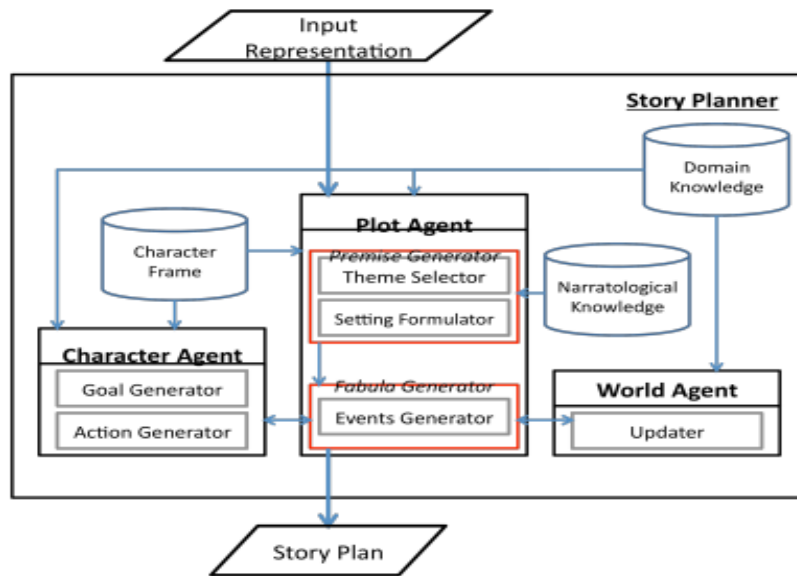 Input
Representation
Story Planner
Domain
Knowledge
Plot Agent
Character
Frame
Premise Generator
Theme Selector
Narratological
Knowledge
Setting Formulator
Character Agent
Goal Generator
Action Generator
Fabula Generator
Events Generator
World Agent
Updater
Story Plan